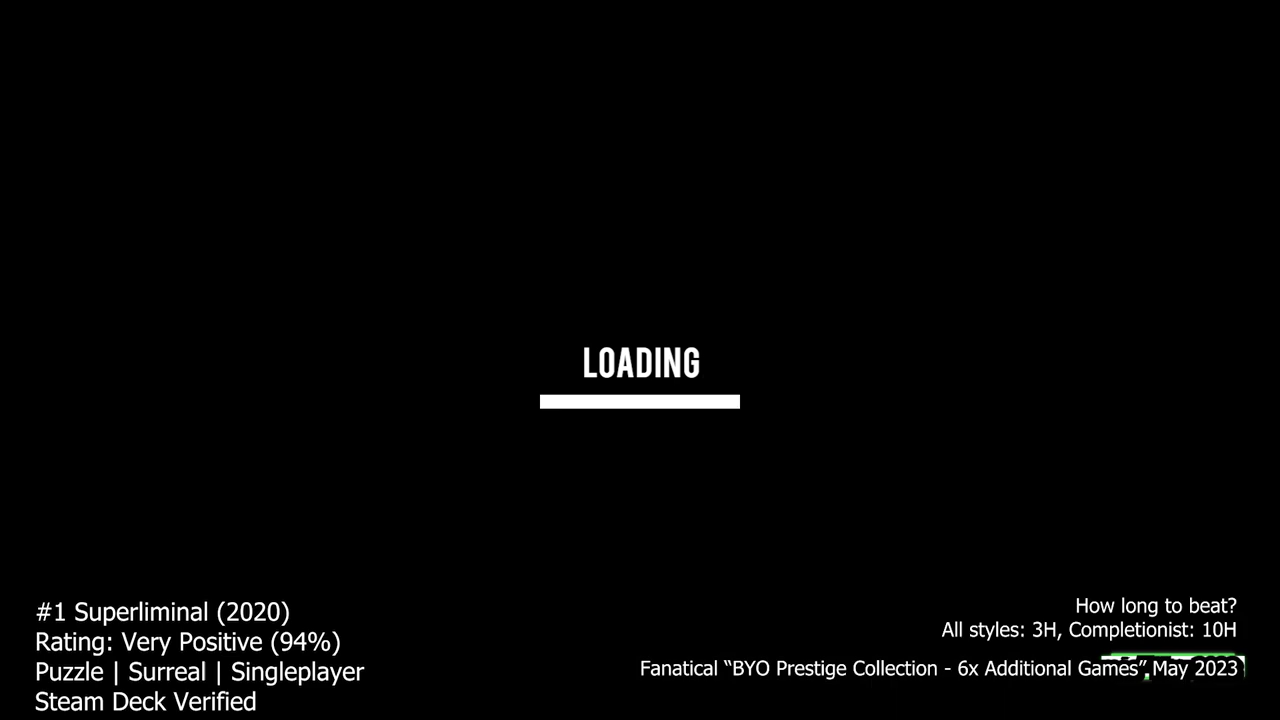 LOADING
#1 Superliminal (2020)
Rating: Very Positive (94%)
Puzzle | Surreal | Singleplayer
Steam Deck Verified
How long to beat?
All styles: 3H, Completionist: 10H
Fanatical “BYO Prestige Collection - 6x Additional Games”, May 2023